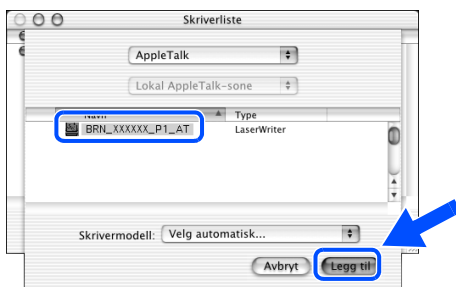 Skriverliste
AppleTalk
Lokal AppleTalk-sone
Navn Type
BRN_XXXXXX_P1_AT LaserWriter
Skrivermodell: Velg automatisk...
Avbryt Legg til